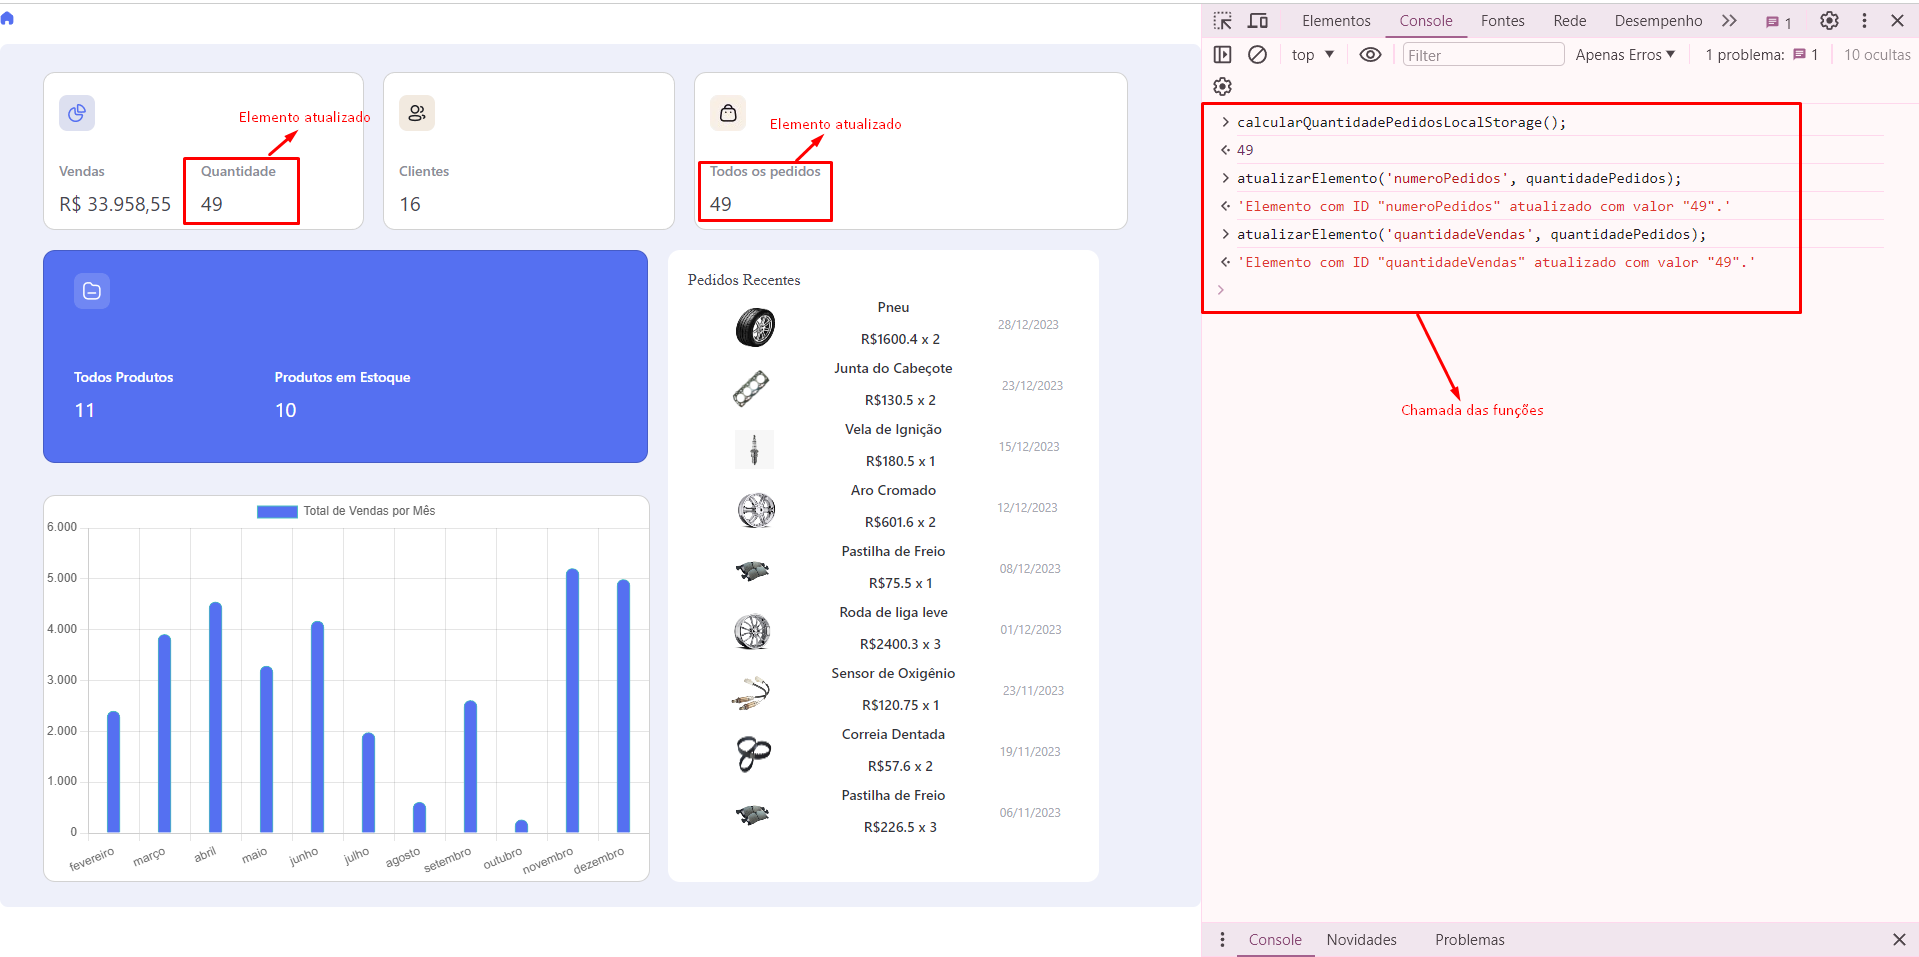 Elemento atualizado
Vendas
R$ 33.958,55
Quantidade
49
Clientes
16
Elemento atualizado
Todos os pedidos
49
Todos Produtos
11
Produtos em Estoque
10
Total de Vendas por Mês
6.000
5.000
4.000
3.000
2.000
1.000
0
fevereiro
março
abril
maio
junho
julho
agosto
setembro
outubro
novembro
dezembro
Pedidos Recentes
Pneu
R$1600.4 x 2
28/12/2023
Junta do Cabeçote
R$130.5 x 2
23/12/2023
Vela de Ignição
R$180.5 x 1
15/12/2023
Aro Cromado
R$601.6 x 2
12/12/2023
Pastilha de Freio
R$75.5 x 1
08/12/2023
Roda de liga leve
R$2400.3 x 3
01/12/2023
Sensor de Oxigênio
R$120.75 x 1
23/11/2023
Correia Dentada
R$57.6 x 2
19/11/2023
Pastilha de Freio
R$226.5 x 3
06/11/2023
Elementos Console Fontes Rede Desempenho 1
top Filter Apenas Erros 1 problema: 1 10 ocultas
calcularQuantidadePedidosLocalStorage();
49
atualizarElemento('numeroPedidos', quantidadePedidos);
'Elemento com ID "numeroPedidos" atualizado com valor "49".'
atualizarElemento('quantidadeVendas', quantidadePedidos);
'Elemento com ID "quantidadeVendas" atualizado com valor "49".'
Chamada das funções
Console Novidades Problemas